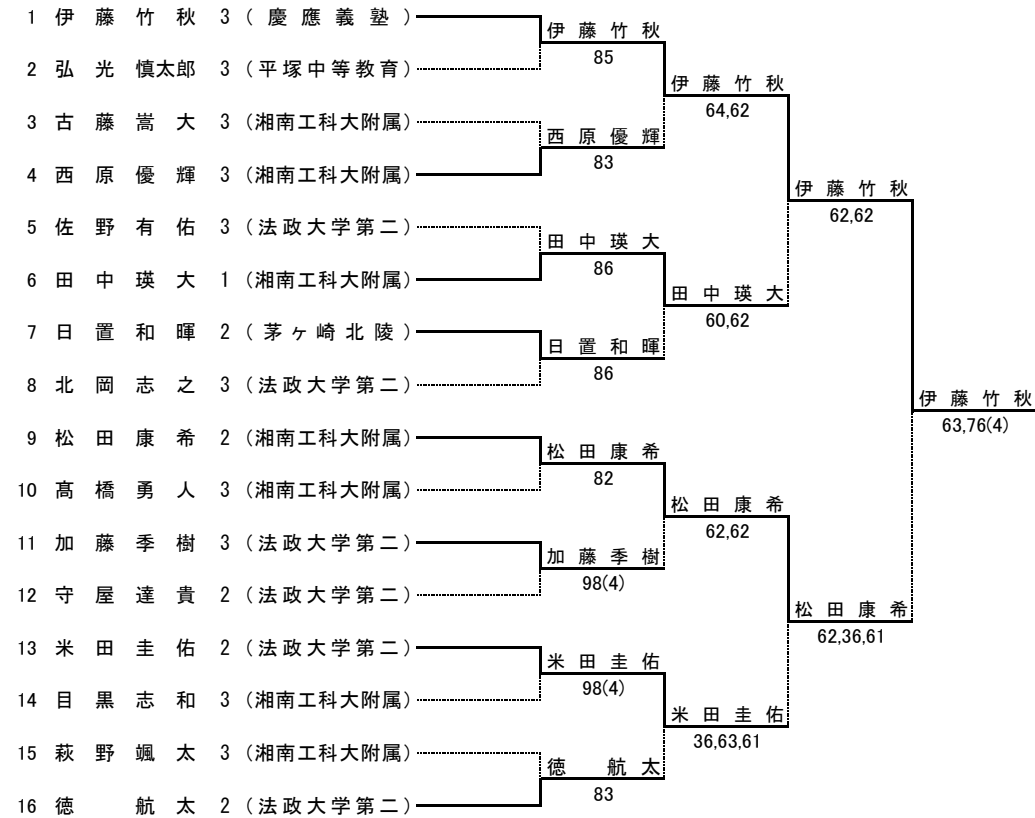 1 伊藤竹秋 3 (慶應義塾)
2 弘光慎太郎 3 (平塚中等教育)
3 古藤嵩大 3 (湘南工科大附属)
4 西原優輝 3 (湘南工科大附属)
5 佐野有佑 3 (法政大学第二)
6 田中瑛大 1 (湘南工科大附属)
7 日置和暉 2 (茅ヶ崎北陵)
8 北岡志之 3 (法政大学第二)
9 松田康希 2 (湘南工科大附属)
10 髙橋勇人 3 (湘南工科大附属)
11 加藤季樹 3 (法政大学第二)
12 守屋達貴 2 (法政大学第二)
13 米田圭佑 2 (法政大学第二)
14 目黒志和 3 (湘南工科大附属)
15 萩野颯太 3 (湘南工科大附属)
16 徳航太 2 (法政大学第二)
伊藤竹秋
85
西原優輝
83
田中瑛大
86
日置和暉
86
松田康希
82
加藤季樹
98(4)
米田圭佑
98(4)
徳航太
83
伊藤竹秋
64,62
田中瑛大
60,62
松田康希
62,62
米田圭佑
36,63,61
伊藤竹秋
62,62
松田康希
62,36,61
伊藤竹秋
63,76(4)